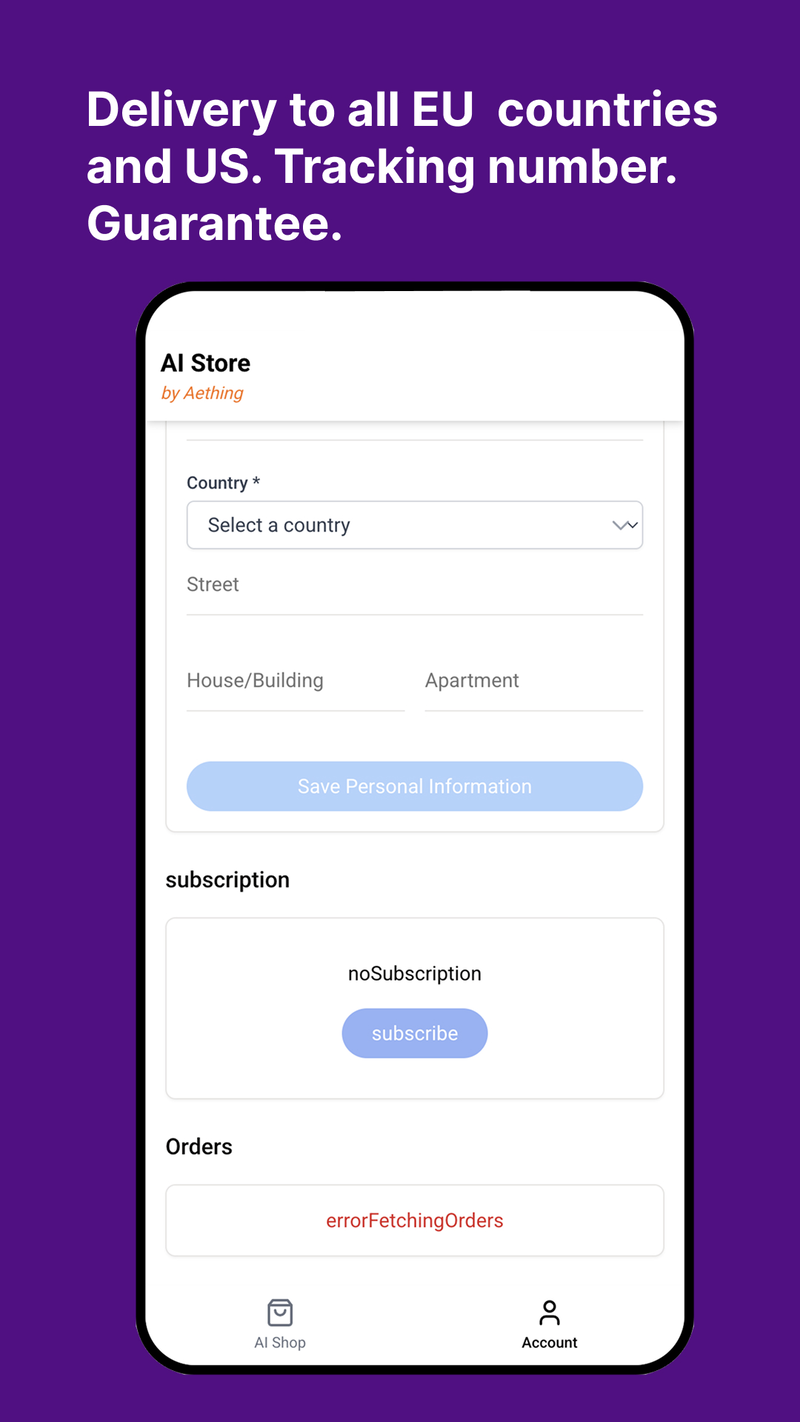 Delivery to all EU  countries
and US. Tracking number.
Guarantee.
AI Store
by Aething
Country *
Select a country
Street
House/Building
Apartment
Save Personal Information
subscription
noSubscription
subscribe
Orders
errorFetchingOrders
AI Shop
Account